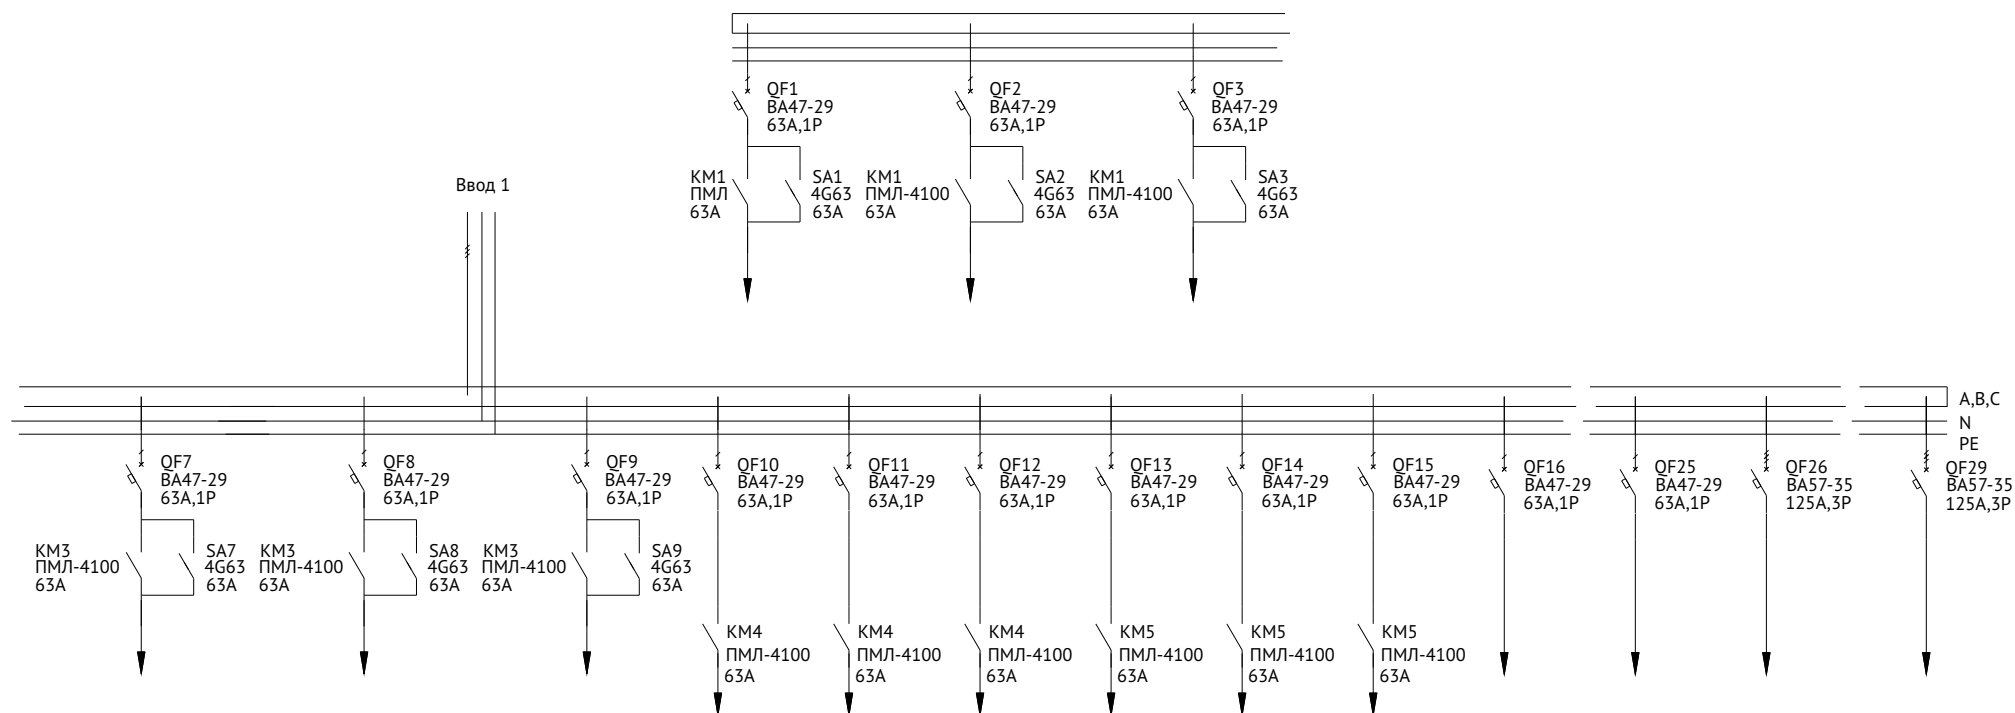 QF1
ВА47-29
63А,1Р
QF2
ВА47-29
63А,1Р
QF3
ВА47-29
63А,1Р
КМ1
ПМЛ
63А
SA1
4G63
63А
КМ1
ПМЛ-4100
63А
SA2
4G63
63А
КМ1
ПМЛ-4100
63А
SA3
4G63
63А
Ввод 1
A,B,C
N
PE
QF7
ВА47-29
63А,1Р
QF8
ВА47-29
63А,1Р
QF9
ВА47-29
63А,1Р
QF10
ВА47-29
63А,1Р
QF11
ВА47-29
63А,1Р
QF12
ВА47-29
63А,1Р
QF13
ВА47-29
63А,1Р
QF14
ВА47-29
63А,1Р
QF15
ВА47-29
63А,1Р
QF16
ВА47-29
63А,1Р
QF25
ВА47-29
63А,1Р
QF26
ВА57-35
125А,3Р
QF29
ВА57-35
125А,3Р
КМ3
ПМЛ-4100
63А
SA7
4G63
63А
КМ3
ПМЛ-4100
63А
SA8
4G63
63А
КМ3
ПМЛ-4100
63А
SA9
4G63
63А
КМ4
ПМЛ-4100
63А
КМ4
ПМЛ-4100
63А
КМ4
ПМЛ-4100
63А
КМ5
ПМЛ-4100
63А
КМ5
ПМЛ-4100
63А
КМ5
ПМЛ-4100
63А